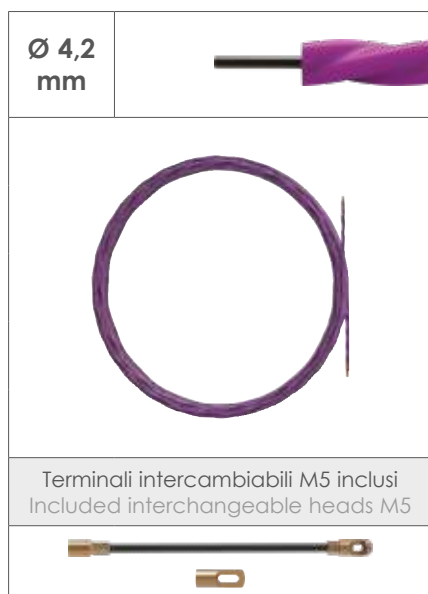 Ø 4,2
mm
Terminali intercambiabili M5 inclusi
Included interchangeable heads M5